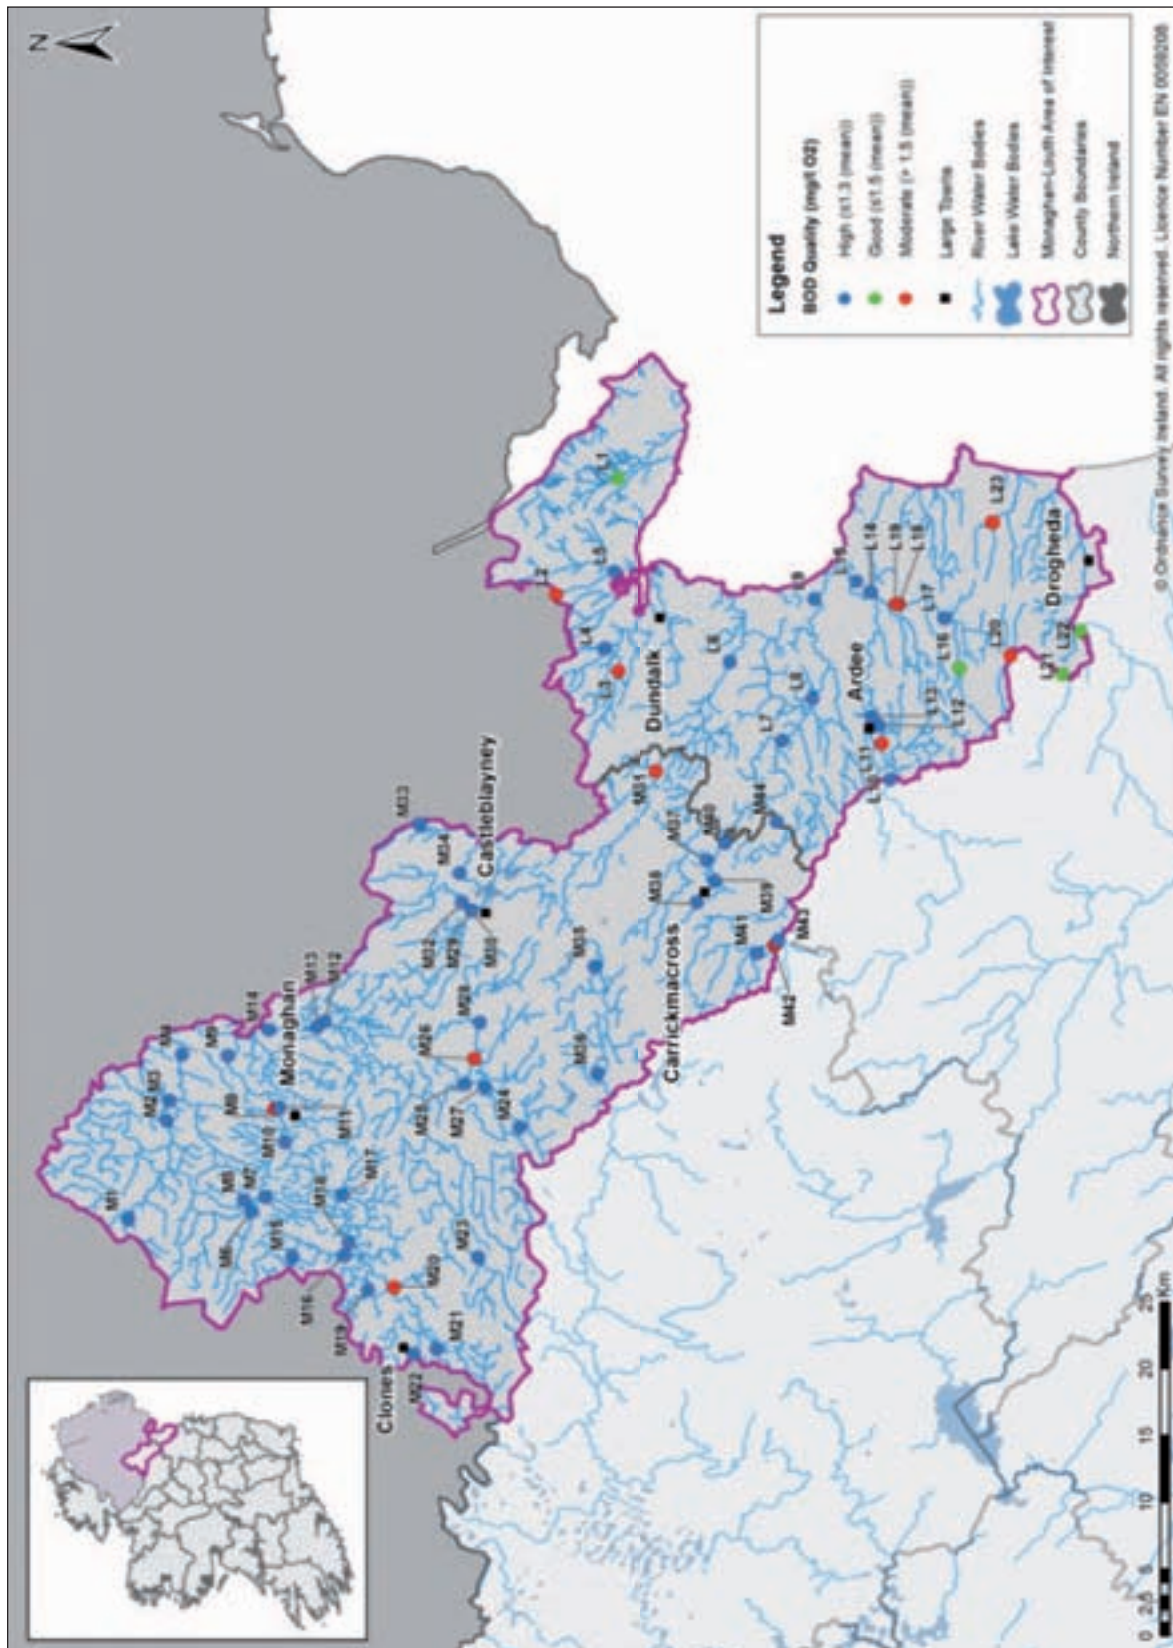 N
Legend
BOD Quality (mg/l O2)
High (≤1.3 (mean))
Good (≤1.5 (mean))
Moderate (> 1.5 (mean))
Large Towns
River Water Bodies
Lake Water Bodies
Monaghan-Louth Area of Interest
County Boundaries
Northern Ireland
© Ordnance Survey Ireland. All rights reserved. Licence Number EN 0059208
M1
M2
M3
M4
M5
M6
M7
M8
M9
M10
M11
Monaghan
M12
M13
M14
M15
M16
M17
M18
M19
M20
M21
M22
Clones
M23
M24
M25
M26
M27
M28
M29
M30
M32
Castleblayney
M33
M34
M35
M36
Carrickmacross
M37
M38
M39
M40
M41
M42
M43
M44
M31
Dundalk
L1
L2
L3
L4
L5
L6
L7
L8
L9
Ardee
L10
L11
L12
L13
L14
L15
L16
L17
L18
L19
L20
L21
L22
L23
Drogheda
0 2.5 5 10 15 20 25
Km